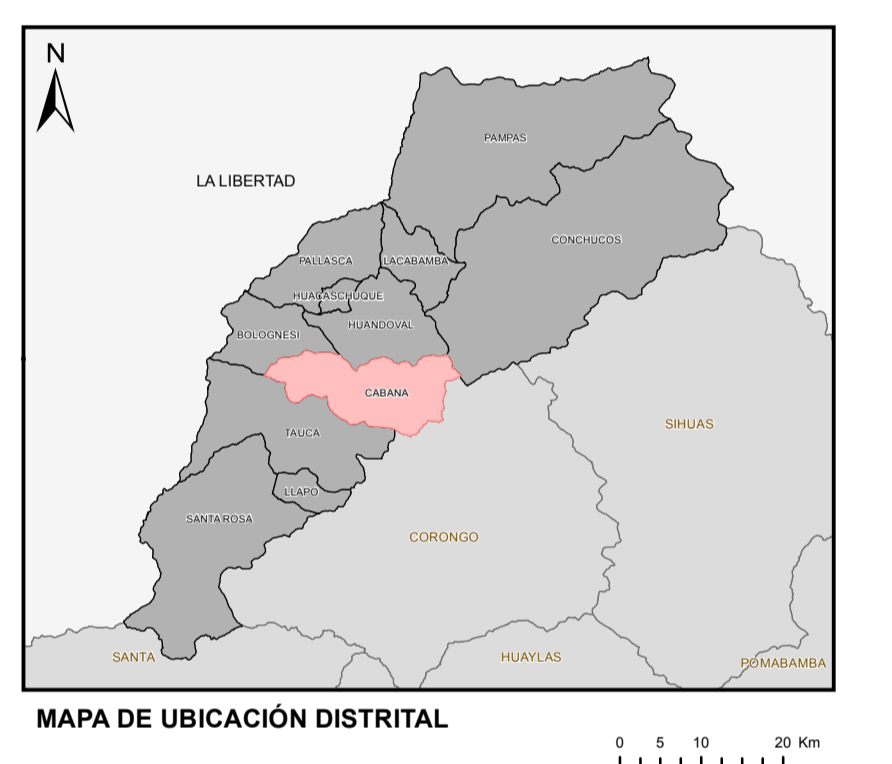 N
PAMPAS
LA LIBERTAD
CONCHUCOS
PALLASCA
LACABAMBA
HUACASCHUQUE
HUANDOVAL
BOLOGNESI
CABANA
SIHUAS
TAUCA
LLAPO
SANTA ROSA
CORONGO
SANTA
HUAYLAS
POMABAMBA
MAPA DE UBICACIÓN DISTRITAL
0 5 10 20 Km